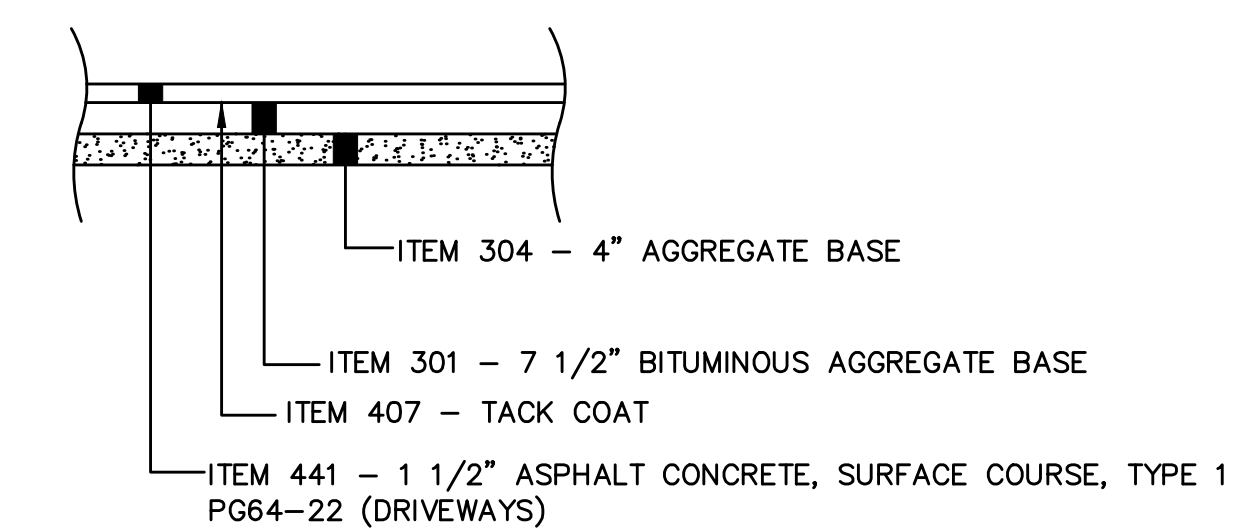 ITEM 304 – 4” AGGREGATE BASE
ITEM 301 – 7 1/2” BITUMINOUS AGGREGATE BASE
ITEM 407 – TACK COAT
ITEM 441 – 1 1/2” ASPHALT CONCRETE, SURFACE COURSE, TYPE 1
PG64–22 (DRIVEWAYS)